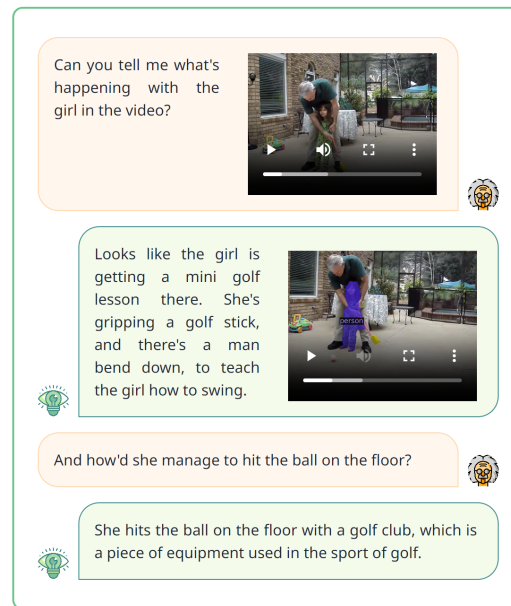 Can you tell me what's
happening with the
girl in the video?
Looks like the girl is
getting a mini golf
lesson there. She's
gripping a golf stick,
and there's a man
bend down, to teach
the girl how to swing.
person
And how'd she manage to hit the ball on the floor?
She hits the ball on the floor with a golf club, which is
a piece of equipment used in the sport of golf.